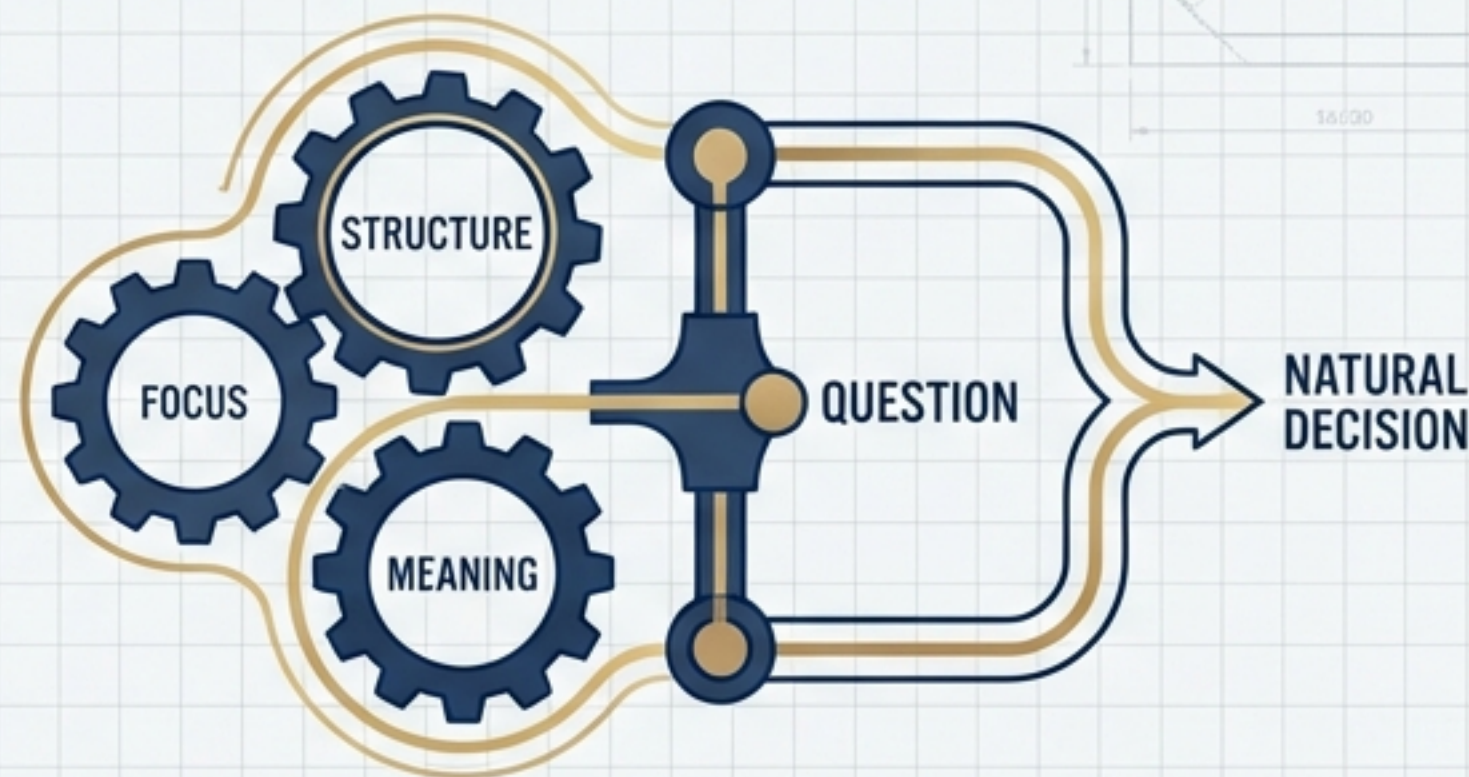 STRUCTURE
FOCUS
QUESTION
NATURAL
DECISION
MEANING